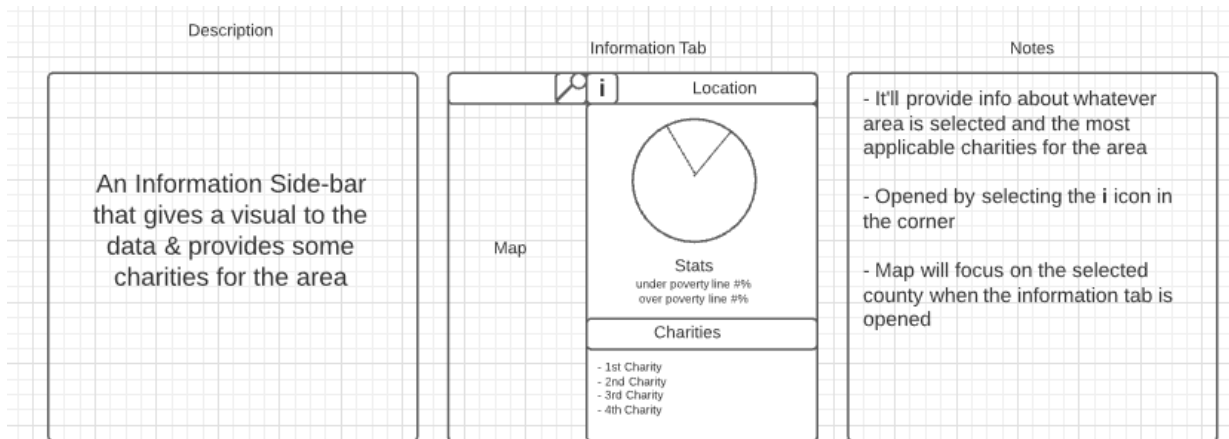 Description
An Information Side-bar
that gives a visual to the
data & provides some
charities for the area
Information Tab
i
Location
Map
Stats
under poverty line #%
over poverty line #%
Charities
- 1st Charity
- 2nd Charity
- 3rd Charity
- 4th Charity
Notes
- It'll provide info about whatever
area is selected and the most
applicable charities for the area
- Opened by selecting the i icon in
the corner
- Map will focus on the selected
county when the information tab is
opened